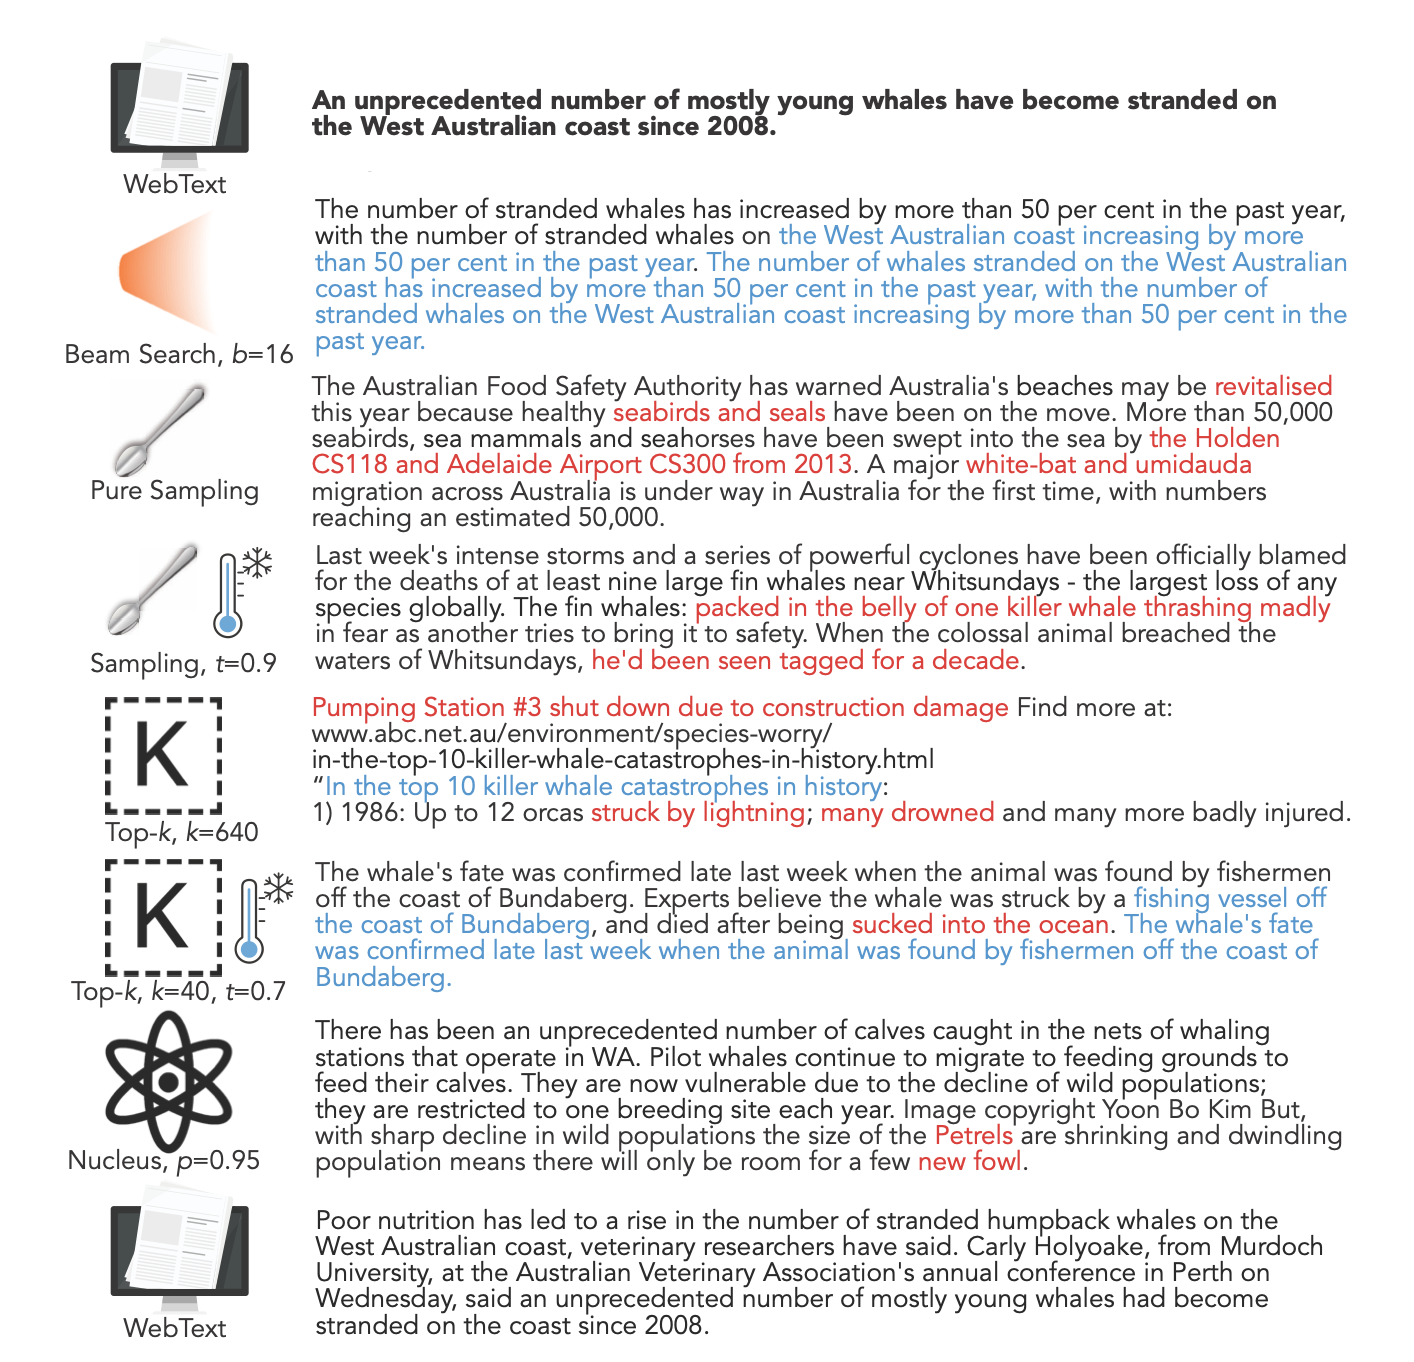 An unprecedented number of mostly young whales have become stranded on
the West Australian coast since 2008.
WebText
The number of stranded whales has increased by more than 50 per cent in the past year,
with the number of stranded whales on the West Australian coast increasing by more
than 50 per cent in the past year. The number of whales stranded on the West Australian
coast has increased by more than 50 per cent in the past year, with the number of
stranded whales on the West Australian coast increasing by more than 50 per cent in the
past year.
Beam Search, b=16
The Australian Food Safety Authority has warned Australia's beaches may be revitalised
this year because healthy seabirds and seals have been on the move. More than 50,000
seabirds, sea mammals and seahorses have been swept into the sea by the Holden
CS118 and Adelaide Airport CS300 from 2013. A major white-bat and umidauda
migration across Australia is under way in Australia for the first time, with numbers
reaching an estimated 50,000.
Pure Sampling
Last week's intense storms and a series of powerful cyclones have been officially blamed
for the deaths of at least nine large fin whales near Whitsundays - the largest loss of any
species globally. The fin whales: packed in the belly of one killer whale thrashing madly
in fear as another tries to bring it to safety. When the colossal animal breached the
waters of Whitsundays, he'd been seen tagged for a decade.
Sampling, t=0.9
Pumping Station #3 shut down due to construction damage Find more at:
www.abc.net.au/environment/species-worry/
in-the-top-10-killer-whale-catastrophes-in-history.html
“In the top 10 killer whale catastrophes in history:
1) 1986: Up to 12 orcas struck by lightning; many drowned and many more badly injured.
K
Top-k, k=640
The whale's fate was confirmed late last week when the animal was found by fishermen
off the coast of Bundaberg. Experts believe the whale was struck by a fishing vessel off
the coast of Bundaberg, and died after being sucked into the ocean. The whale's fate
was confirmed late last week when the animal was found by fishermen off the coast of
Bundaberg.
K
Top-k, k=40, t=0.7
There has been an unprecedented number of calves caught in the nets of whaling
stations that operate in WA. Pilot whales continue to migrate to feeding grounds to
feed their calves. They are now vulnerable due to the decline of wild populations;
they are restricted to one breeding site each year. Image copyright Yoon Bo Kim But,
with sharp decline in wild populations the size of the Petrels are shrinking and dwindling
population means there will only be room for a few new fowl.
Nucleus, p=0.95
Poor nutrition has led to a rise in the number of stranded humpback whales on the
West Australian coast, veterinary researchers have said. Carly Holyoake, from Murdoch
University, at the Australian Veterinary Association's annual conference in Perth on
Wednesday, said an unprecedented number of mostly young whales had become
stranded on the coast since 2008.
WebText